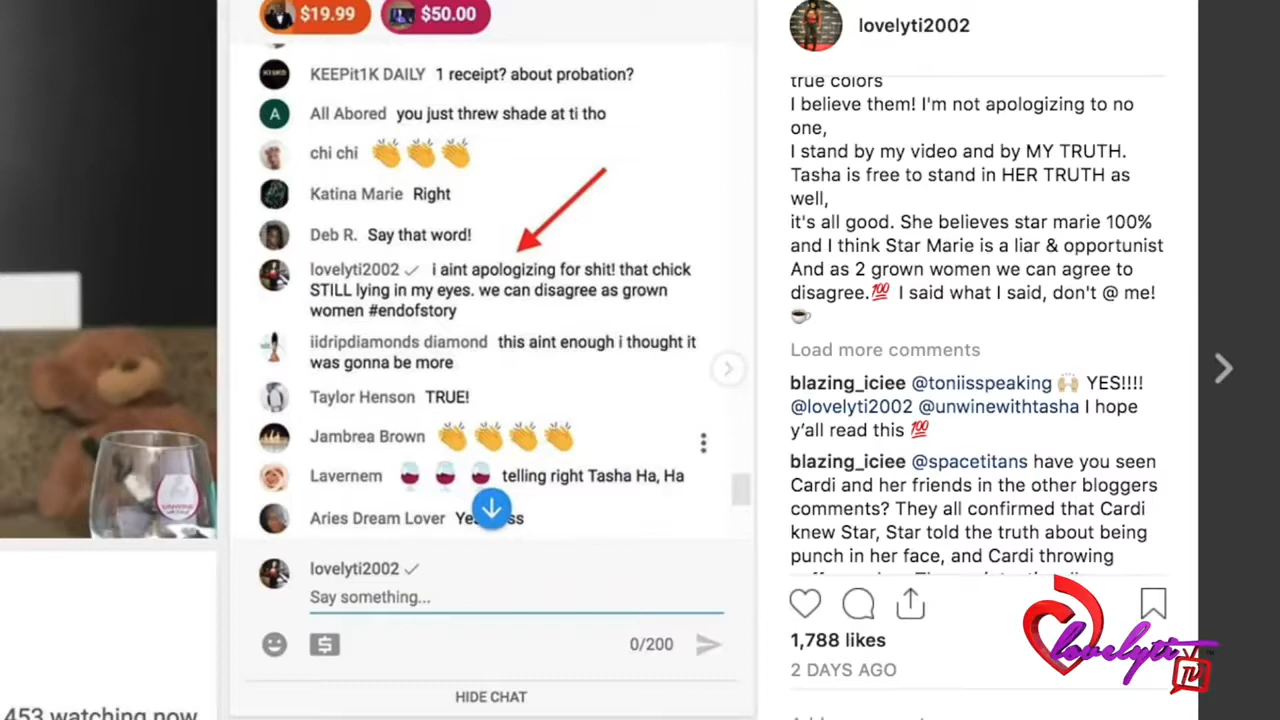 $19.99
$50.00
KEEPit1K DAILY 1 receipt? about probation?
A
All Abored you just threw shade at ti tho
chi chi 👏👏👏
Katina Marie Right
Deb R. Say that word!
lovelyti2002 ✓ i aint apologizing for shit! that chick
STILL lying in my eyes. we can disagree as grown
women #endofstory
iidripdiamonds diamond this aint enough i thought it
was gonna be more
Taylor Henson TRUE!
Jambrea Brown 👏👏👏👏
Lavernem 🍷🍷🍷 telling right Tasha Ha, Ha
Aries Dream Lover
lovelyti2002 ✓
Say something...
0/200
HIDE CHAT
453 watching now
lovelyti2002
true colors
I believe them! I'm not apologizing to no
one,
I stand by my video and by MY TRUTH.
Tasha is free to stand in HER TRUTH as
well,
it's all good. She believes star marie 100%
and I think Star Marie is a liar & opportunist
And as 2 grown women we can agree to
disagree.💯 I said what I said, don't @ me!
☕
Load more comments
blazing_iciee @toniisspeaking 🙌🏼 YES!!!!
@lovelyti2002 @unwinewithtasha I hope
y'all read this 💯
blazing_iciee @spacetitans have you seen
Cardi and her friends in the other bloggers
comments? They all confirmed that Cardi
knew Star, Star told the truth about being
punch in her face, and Cardi throwing
1,788 likes
2 DAYS AGO
lovelyti
TV